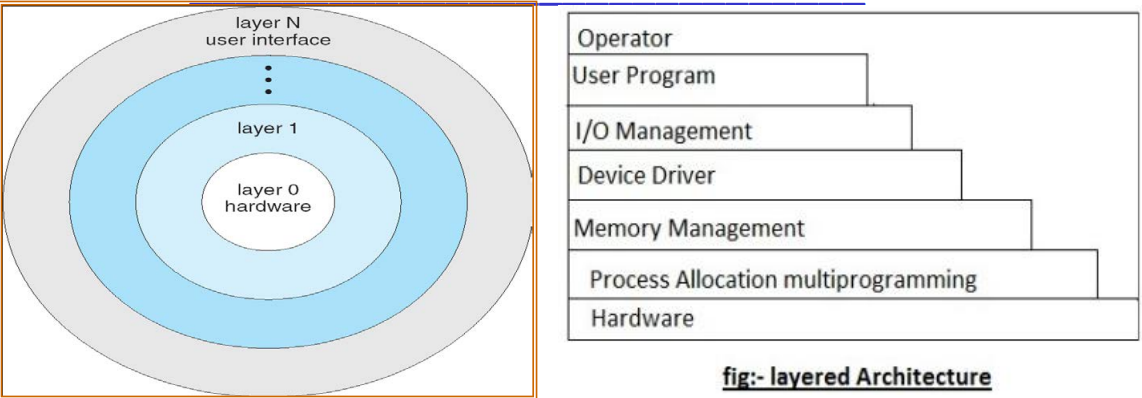 layer N
user interface
layer 1
layer 0
hardware
Operator
User Program
I/O Management
Device Driver
Memory Management
Process Allocation multiprogramming
Hardware
fig:- layered Architecture